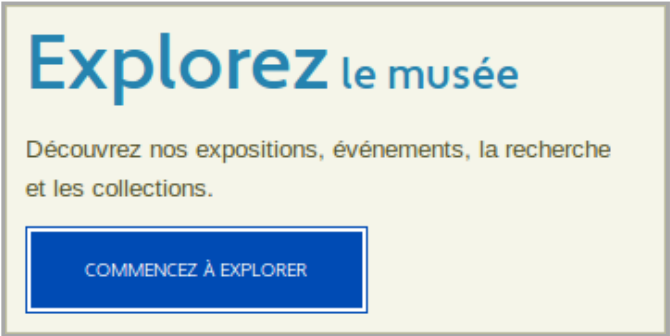 Explorez le musée
Découvrez nos expositions, événements, la recherche
et les collections.
COMMENCEZ À EXPLORER